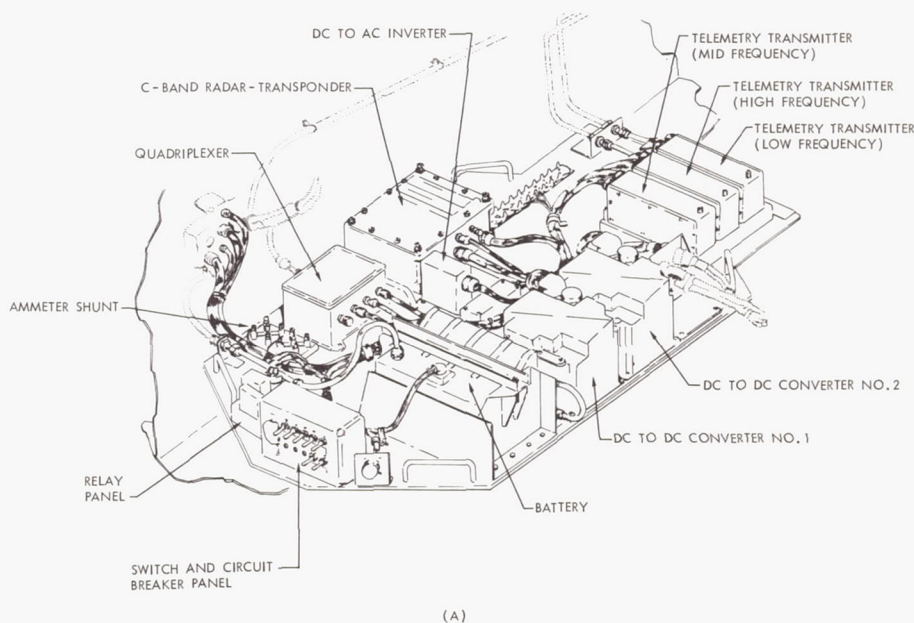 DC TO AC INVERTER
TELEMETRY TRANSMITTER
(MID FREQUENCY)
C-BAND RADAR-TRANSPONDER
TELEMETRY TRANSMITTER
(HIGH FREQUENCY)
TELEMETRY TRANSMITTER
(LOW FREQUENCY)
QUADRIPLEXER
AMMETER SHUNT
DC TO DC CONVERTER NO.2
DC TO DC CONVERTER NO.1
RELAY
PANEL
BATTERY
SWITCH AND CIRCUIT
BREAKER PANEL
(A)